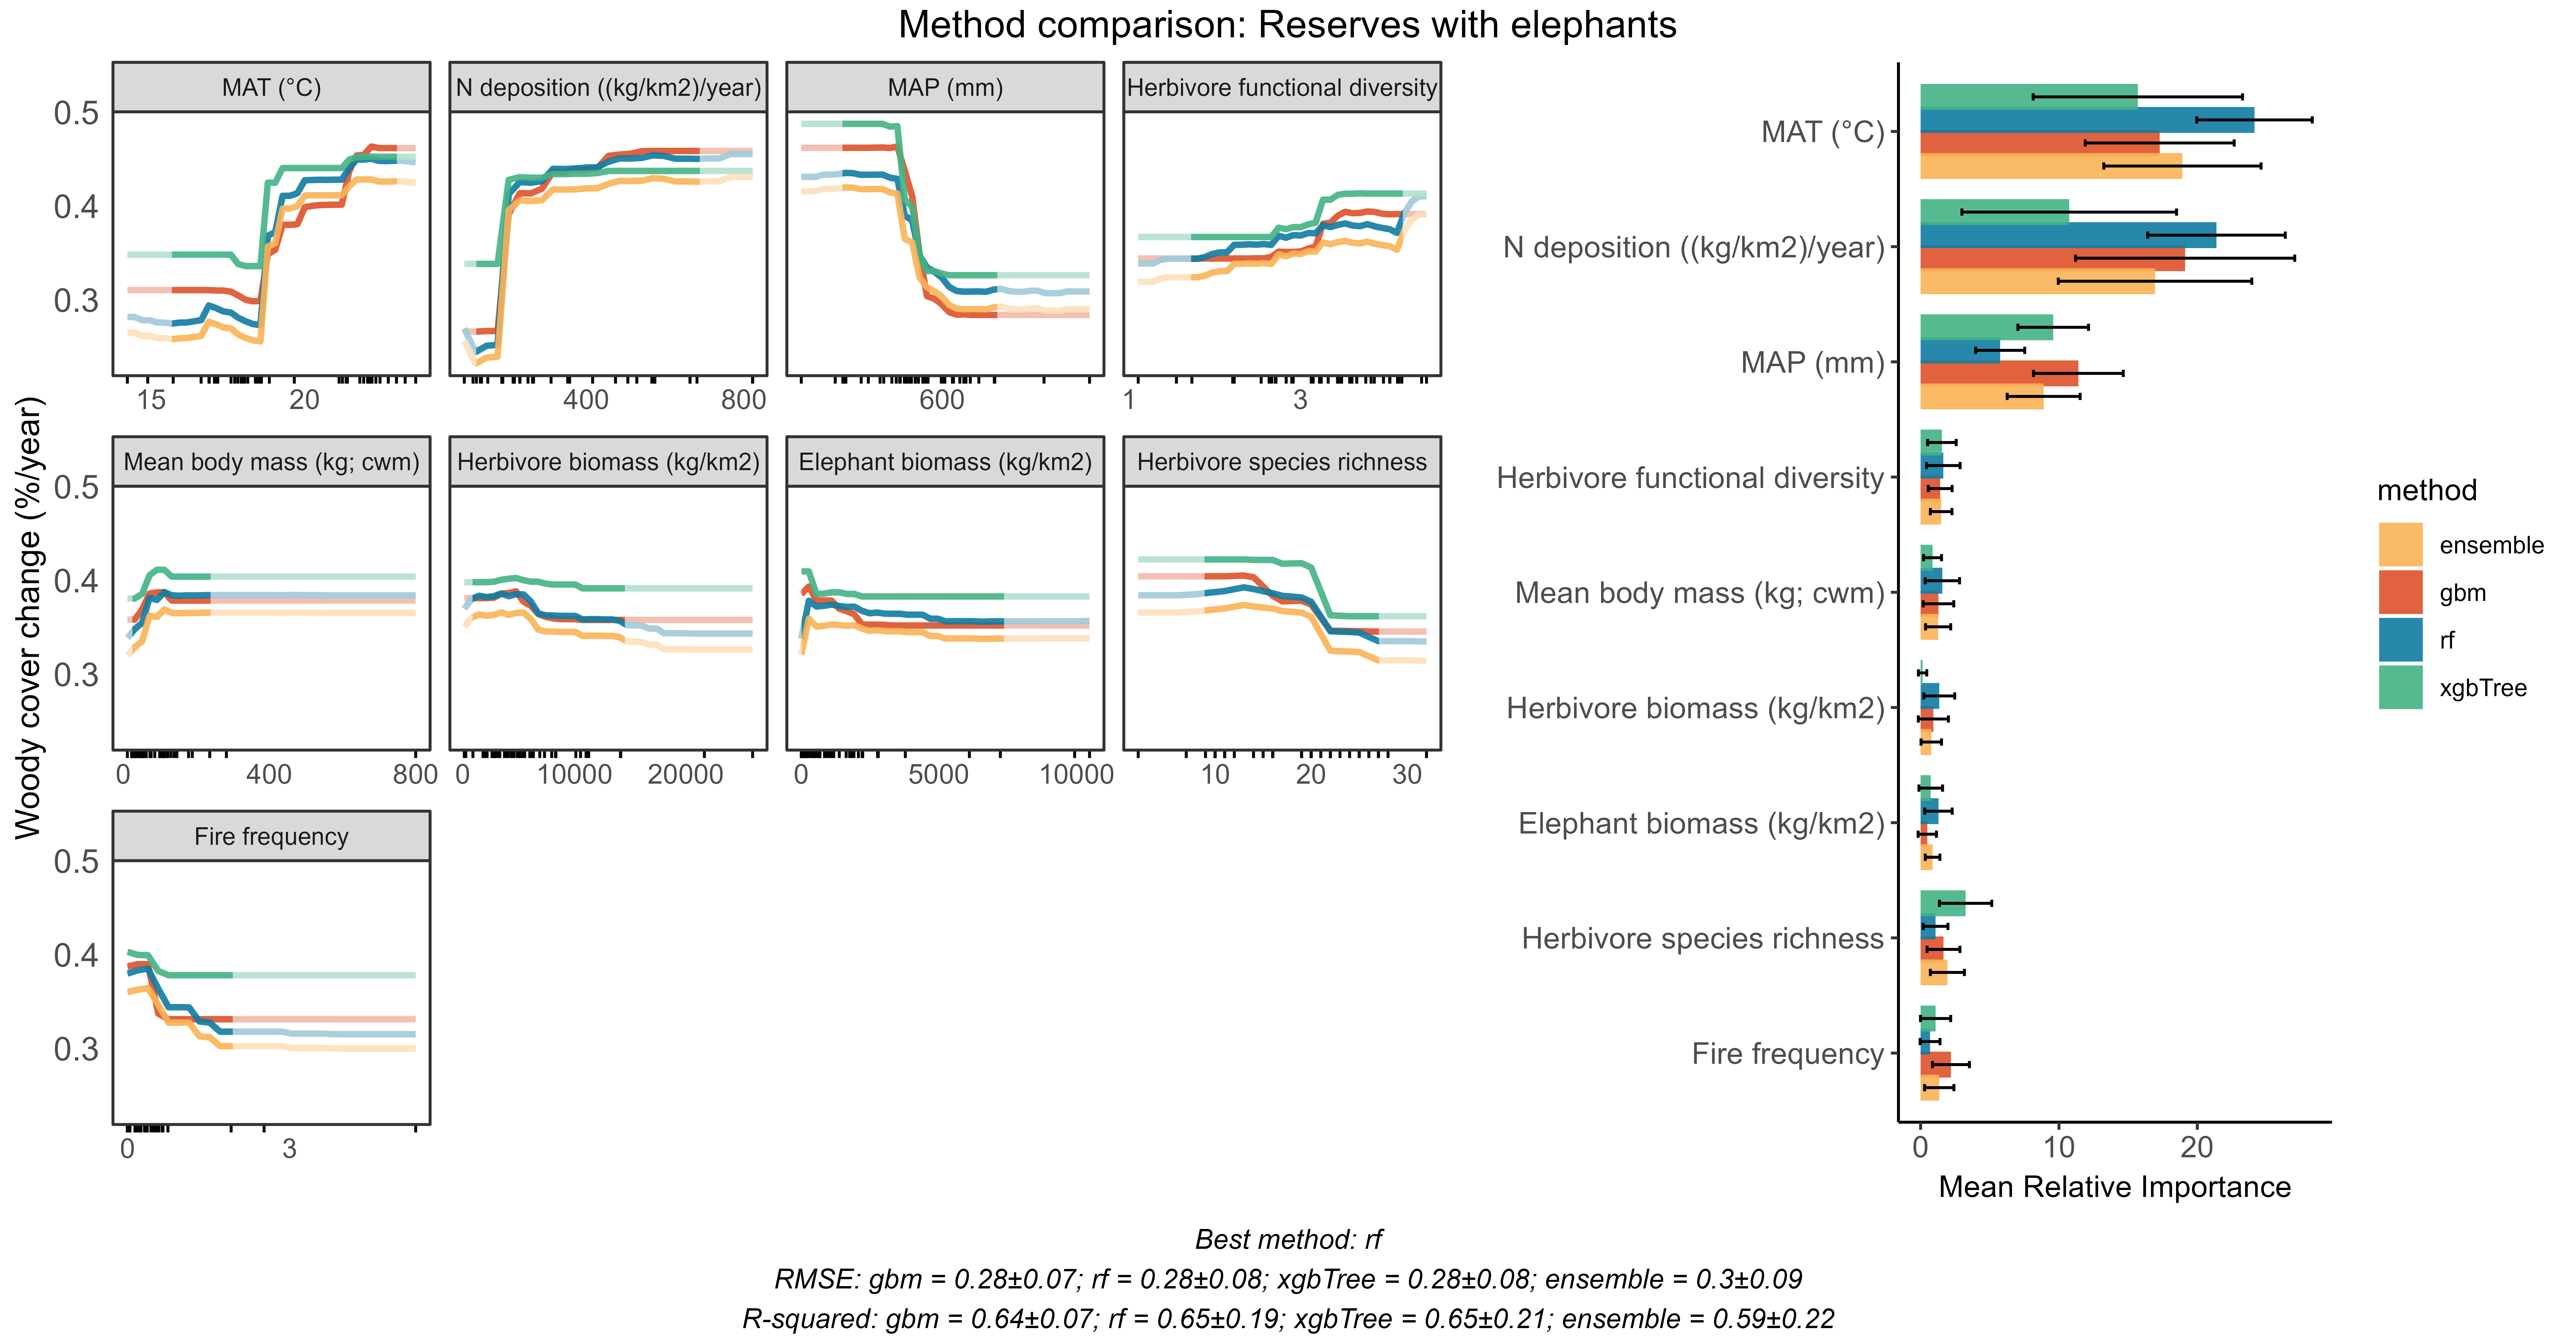 Method comparison: Reserves with elephants
MAT (°C)
N deposition ((kg/km2)/year)
MAP (mm)
Herbivore functional diversity
0.5
0.4
0.3
15 20
400 800
600
1 3
Mean body mass (kg; cwm)
Herbivore biomass (kg/km2)
Elephant biomass (kg/km2)
Herbivore species richness
0.5
0.4
0.3
0 400 800
0 10000 20000
0 5000 10000
10 20 30
Fire frequency
0.5
0.4
0.3
0 3
Woody cover change (%/year)
MAT (°C)
N deposition ((kg/km2)/year)
MAP (mm)
Herbivore functional diversity
Mean body mass (kg; cwm)
Herbivore biomass (kg/km2)
Elephant biomass (kg/km2)
Herbivore species richness
Fire frequency
0 10 20
Mean Relative Importance
method
ensemble
gbm
rf
xgbTree
Best method: rf
RMSE: gbm = 0.28±0.07; rf = 0.28±0.08; xgbTree = 0.28±0.08; ensemble = 0.3±0.09
R-squared: gbm = 0.64±0.07; rf = 0.65±0.19; xgbTree = 0.65±0.21; ensemble = 0.59±0.22